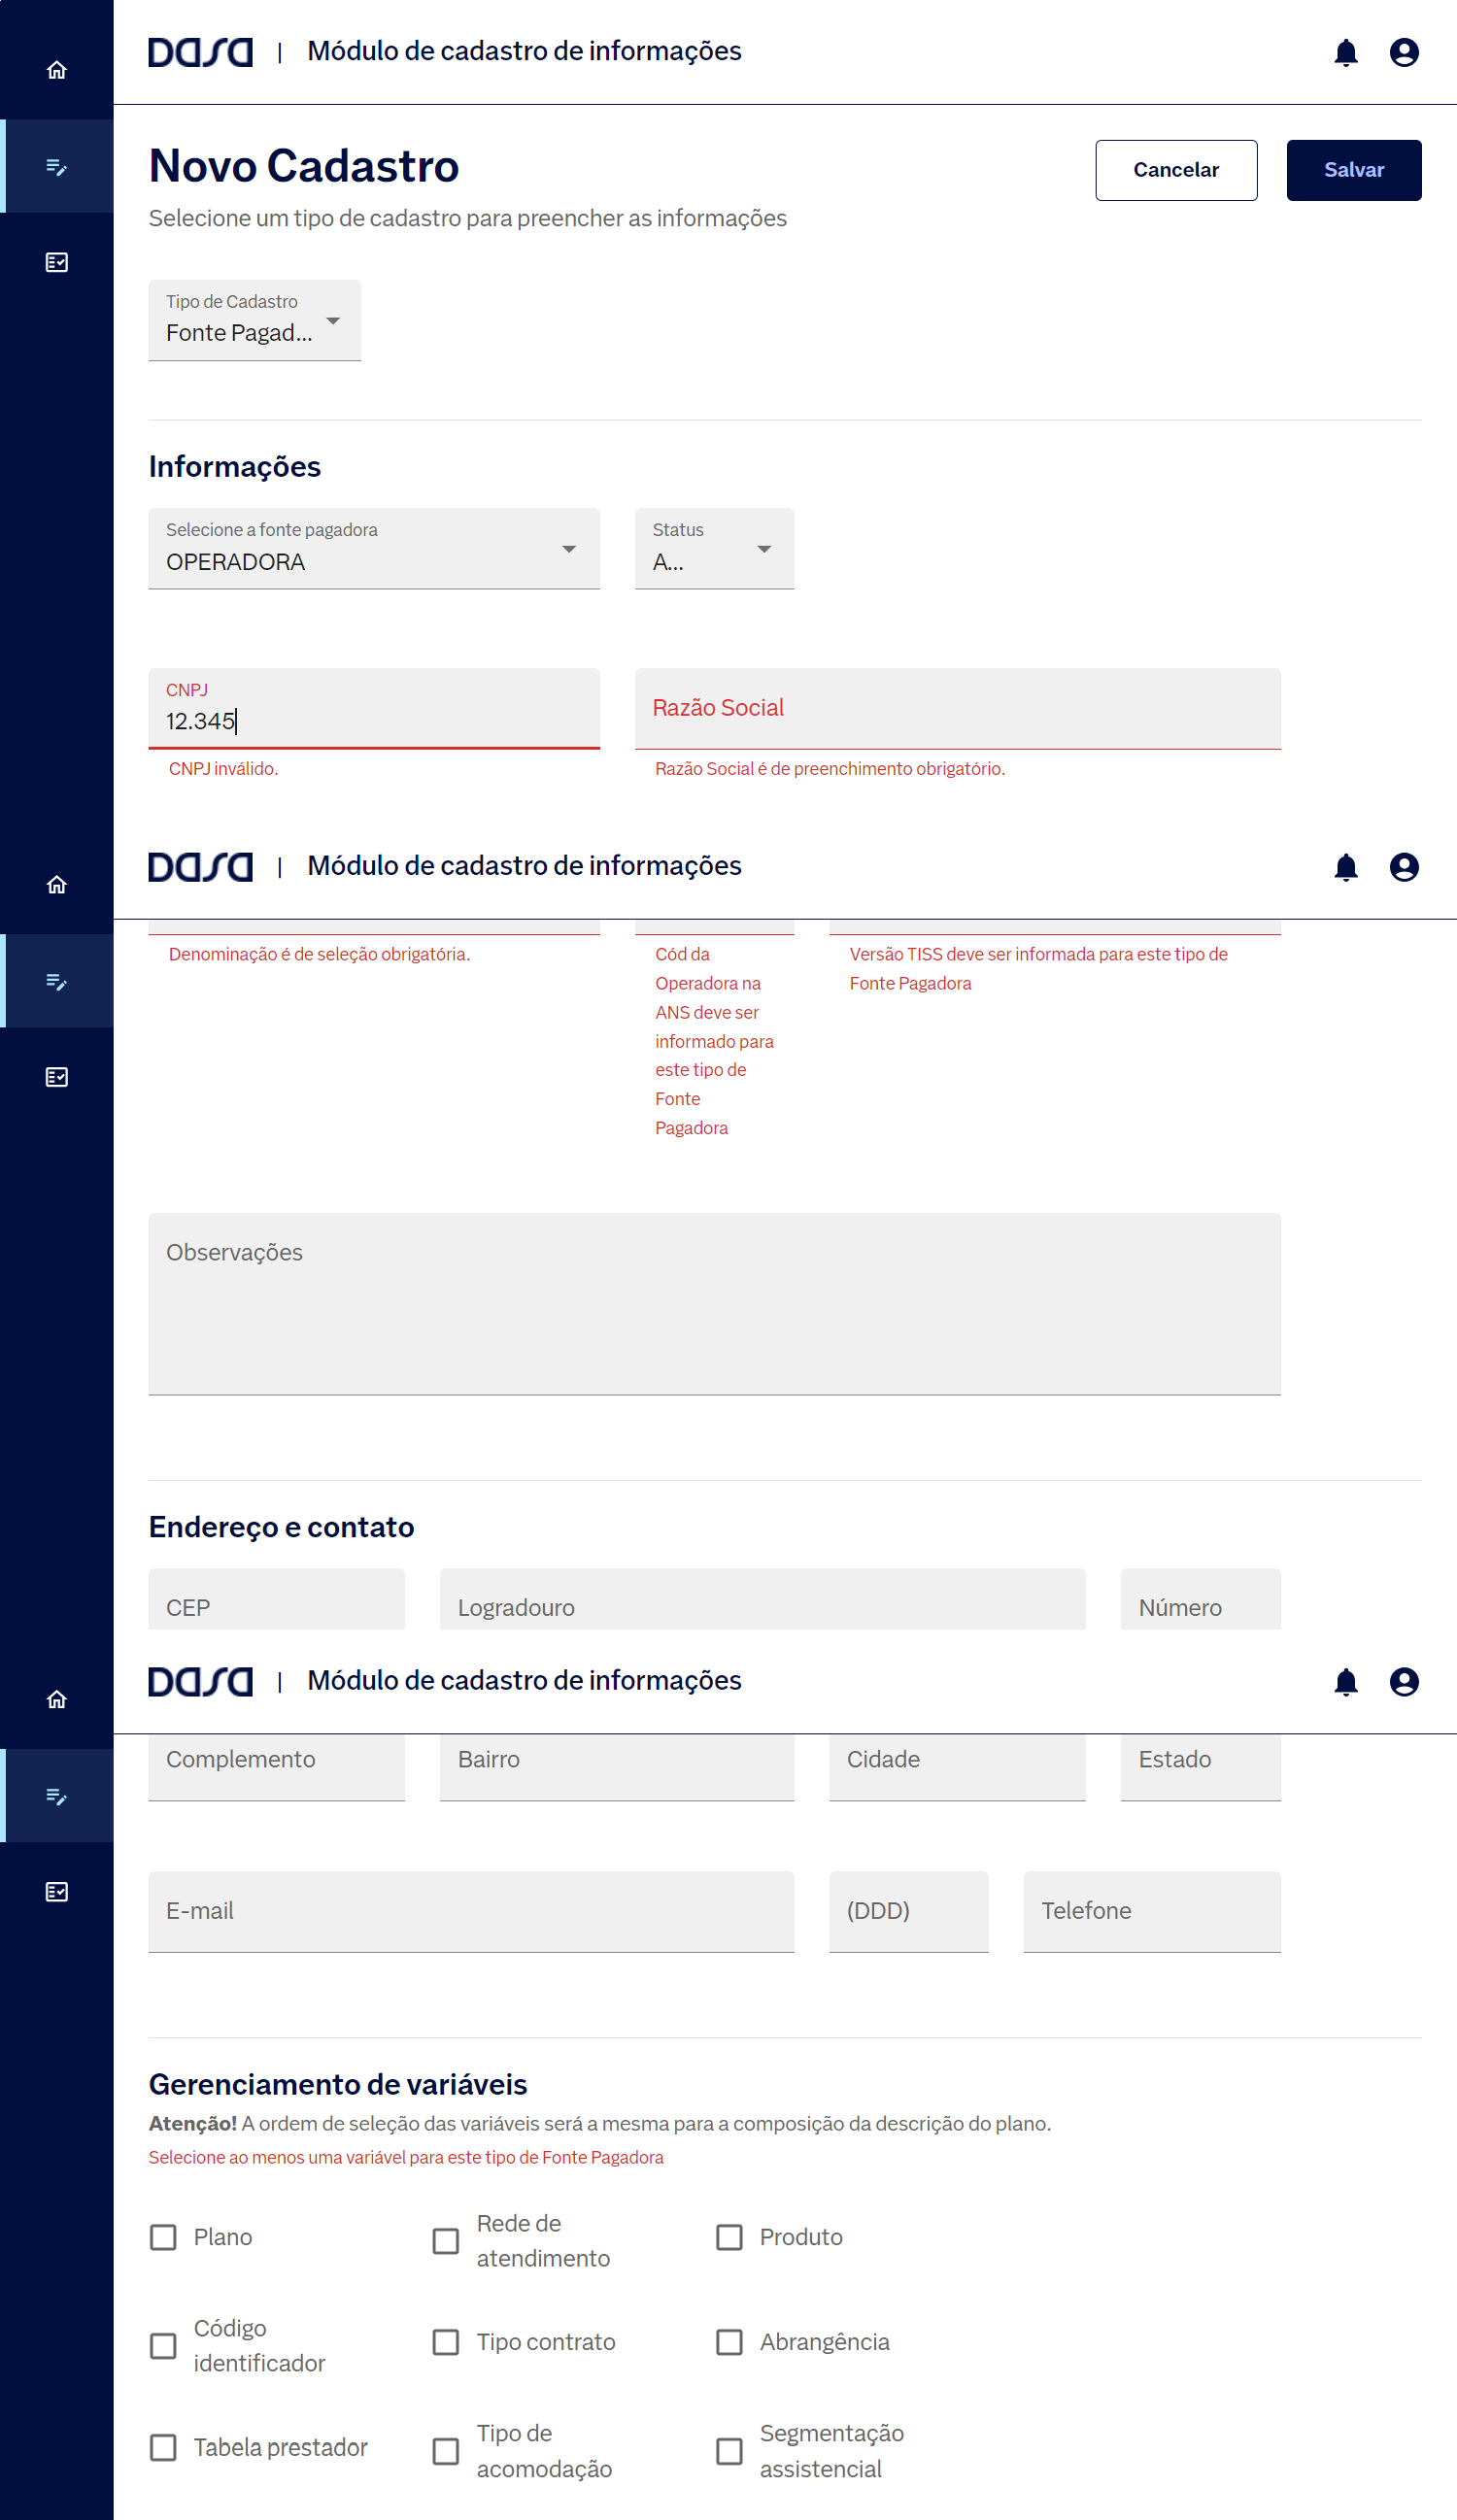 Dasa | Módulo de cadastro de informações
Novo Cadastro
Cancelar
Salvar
Selecione um tipo de cadastro para preencher as informações
Tipo de Cadastro
Fonte Pagad...
Informações
Selecione a fonte pagadora
OPERADORA
Status
A...
CNPJ
12.345
CNPJ inválido.
Razão Social
Razão Social é de preenchimento obrigatório.
Dasa | Módulo de cadastro de informações
Denominação é de seleção obrigatória.
Cód da
Operadora na
ANS deve ser
informado para
este tipo de
Fonte
Pagadora
Versão TISS deve ser informada para este tipo de
Fonte Pagadora
Observações
Endereço e contato
CEP
Logradouro
Número
Dasa | Módulo de cadastro de informações
Complemento
Bairro
Cidade
Estado
E-mail
(DDD)
Telefone
Gerenciamento de variáveis
Atenção! A ordem de seleção das variáveis será a mesma para a composição da descrição do plano.
Selecione ao menos uma variável para este tipo de Fonte Pagadora
Plano
Rede de
atendimento
Produto
Código
identificador
Tipo contrato
Abrangência
Tabela prestador
Tipo de
acomodação
Segmentação
assistencial